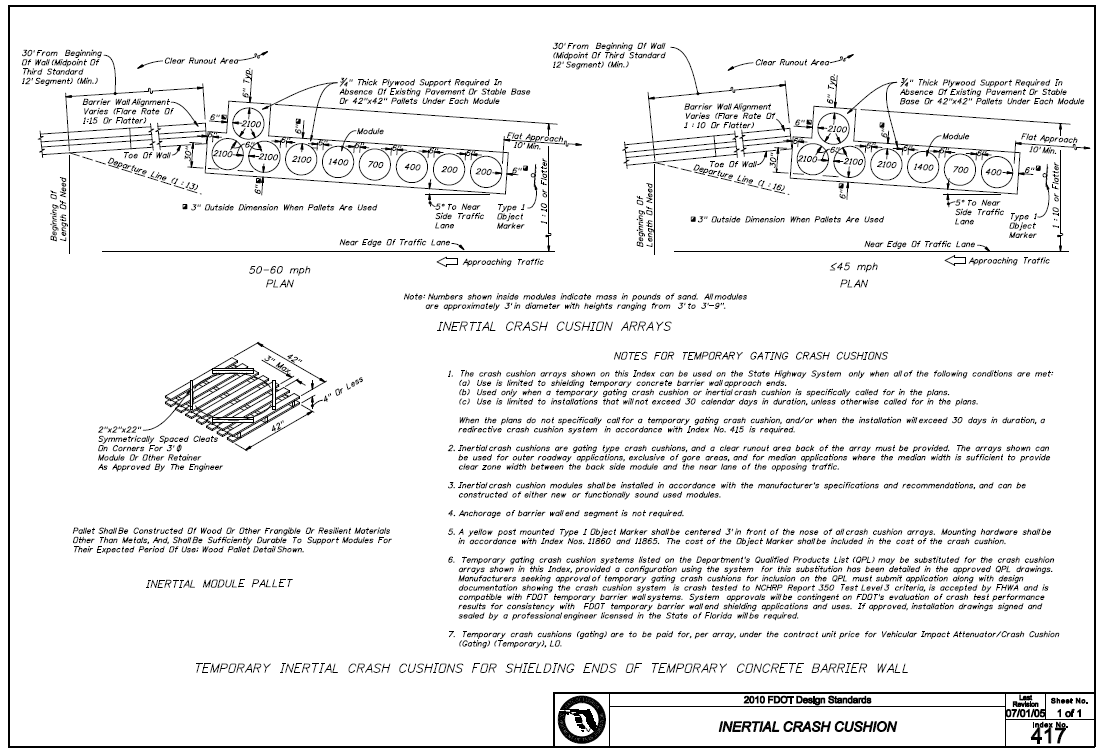 30' From Beginning
Of Wall (Midpoint Of
Third Standard
12' Segment) (Min.)
Clear Runout Area
6" Typ.
¾" Thick Plywood Support Required In
Absence Of Existing Pavement Or Stable
Base Or 42"x42" Pallets Under Each Module
Barrier Wall Alignment
Varies (Flare Rate Of
1:15 Or Flatter)
6"
2100
Module
Flat Approach
10' Min.
6" 6" 6" 6" 6" 6" 6"
2100 2100 2100 1400 700 400 200 200
6"
60°
30"
6"
Toe Of Wall
Departure Line (1:13)
Beginning Of
Length Of Need
3" Outside Dimension When Pallets Are Used
5° To Near
Side Traffic
Lane
Type 1
Object
Marker
1:10 or Flatter
Near Edge Of Traffic Lane
Approaching Traffic
50-60 mph
PLAN
30' From Beginning Of Wall
(Midpoint Of Third Standard
12' Segment) (Min.)
Clear Runout Area
6" Typ.
¾" Thick Plywood Support Required In
Absence Of Existing Pavement Or Stable
Base Or 42"x42" Pallets Under Each Module
Barrier Wall Alignment
Varies (Flare Rate Of
1:10 Or Flatter)
6"
2100
6"
Module
Flat Approach
10' Min.
2100 2100 2100 1400 700 400
6"
60°
30"
6"
Toe Of Wall
Departure Line (1:16)
Beginning Of
Length Of Need
3" Outside Dimension When Pallets Are Used
5° To Near
Side Traffic
Lane
Type 1
Object
Marker
1:10 or Flatter
Near Edge Of Traffic Lane
Approaching Traffic
≤45 mph
PLAN
Note: Numbers shown inside modules indicate mass in pounds of sand. All modules
are approximately 3' in diameter with heights ranging from 3' to 3'-9".
INERTIAL CRASH CUSHION ARRAYS
42"
3" Max.
4" Or Less
42"
2"x2"x22"
Symmetrically Spaced Cleats
On Corners For 3' ϕ
Module Or Other Retainer
As Approved By The Engineer
Pallet Shall Be Constructed Of Wood Or Other Frangible Or Resilient Materials
Other Than Metals, And, Shall Be Sufficiently Durable To Support Modules For
Their Expected Period Of Use; Wood Pallet Detail Shown.
INERTIAL MODULE PALLET
NOTES FOR TEMPORARY GATING CRASH CUSHIONS
1. The crash cushion arrays shown on this Index can be used on the State Highway System only when all of the following conditions are met:
(a) Use is limited to shielding temporary concrete barrier wall approach ends.
(b) Used only when a temporary gating crash cushion or inertial crash cushion is specifically called for in the plans.
(c) Use is limited to installations that will not exceed 30 calendar days in duration, unless otherwise called for in the plans.
When the plans do not specifically call for a temporary gating crash cushion, and/or when the installation will exceed 30 days in duration, a
redirective crash cushion system in accordance with Index No. 415 is required.
2. Inertial crash cushions are gating type crash cushions, and a clear runout area back of the array must be provided. The arrays shown can
be used for outer roadway applications, exclusive of gore areas, and for median applications where the median width is sufficient to provide
clear zone width between the back side module and the near lane of the opposing traffic.
3. Inertial crash cushion modules shall be installed in accordance with the manufacturer's specifications and recommendations, and can be
constructed of either new or functionally sound used modules.
4. Anchorage of barrier wall end segment is not required.
5. A yellow post mounted Type I Object Marker shall be centered 3' in front of the nose of all crash cushion arrays. Mounting hardware shall be
in accordance with Index Nos. 11860 and 11865. The cost of the Object Marker shall be included in the cost of the crash cushion.
6. Temporary gating crash cushion systems listed on the Department's Qualified Products List (QPL) may be substituted for the crash cushion
arrays shown in this Index, provided a configuration using the system for this substitution has been detailed in the approved QPL drawings.
Manufacturers seeking approval of temporary gating crash cushions for inclusion on the QPL must submit application along with design
documentation showing the crash cushion system is crash tested to NCHRP Report 350 Test Level 3 criteria, is accepted by FHWA and is
compatible with FDOT temporary barrier wall systems. System approvals will be contingent on FDOT's evaluation of crash test performance
results for consistency with FDOT temporary barrier wall end shielding applications and uses. If approved, installation drawings signed and
sealed by a professional engineer licensed in the State of Florida will be required.
7. Temporary crash cushions (gating) are to be paid for, per array, under the contract unit price for Vehicular Impact Attenuator/Crash Cushion
(Gating) (Temporary), LO.
TEMPORARY INERTIAL CRASH CUSHIONS FOR SHIELDING ENDS OF TEMPORARY CONCRETE BARRIER WALL
2010 FDOT Design Standards
INERTIAL CRASH CUSHION
Last
Revision
07/01/05
Sheet No.
1 of 1
Index No.
417